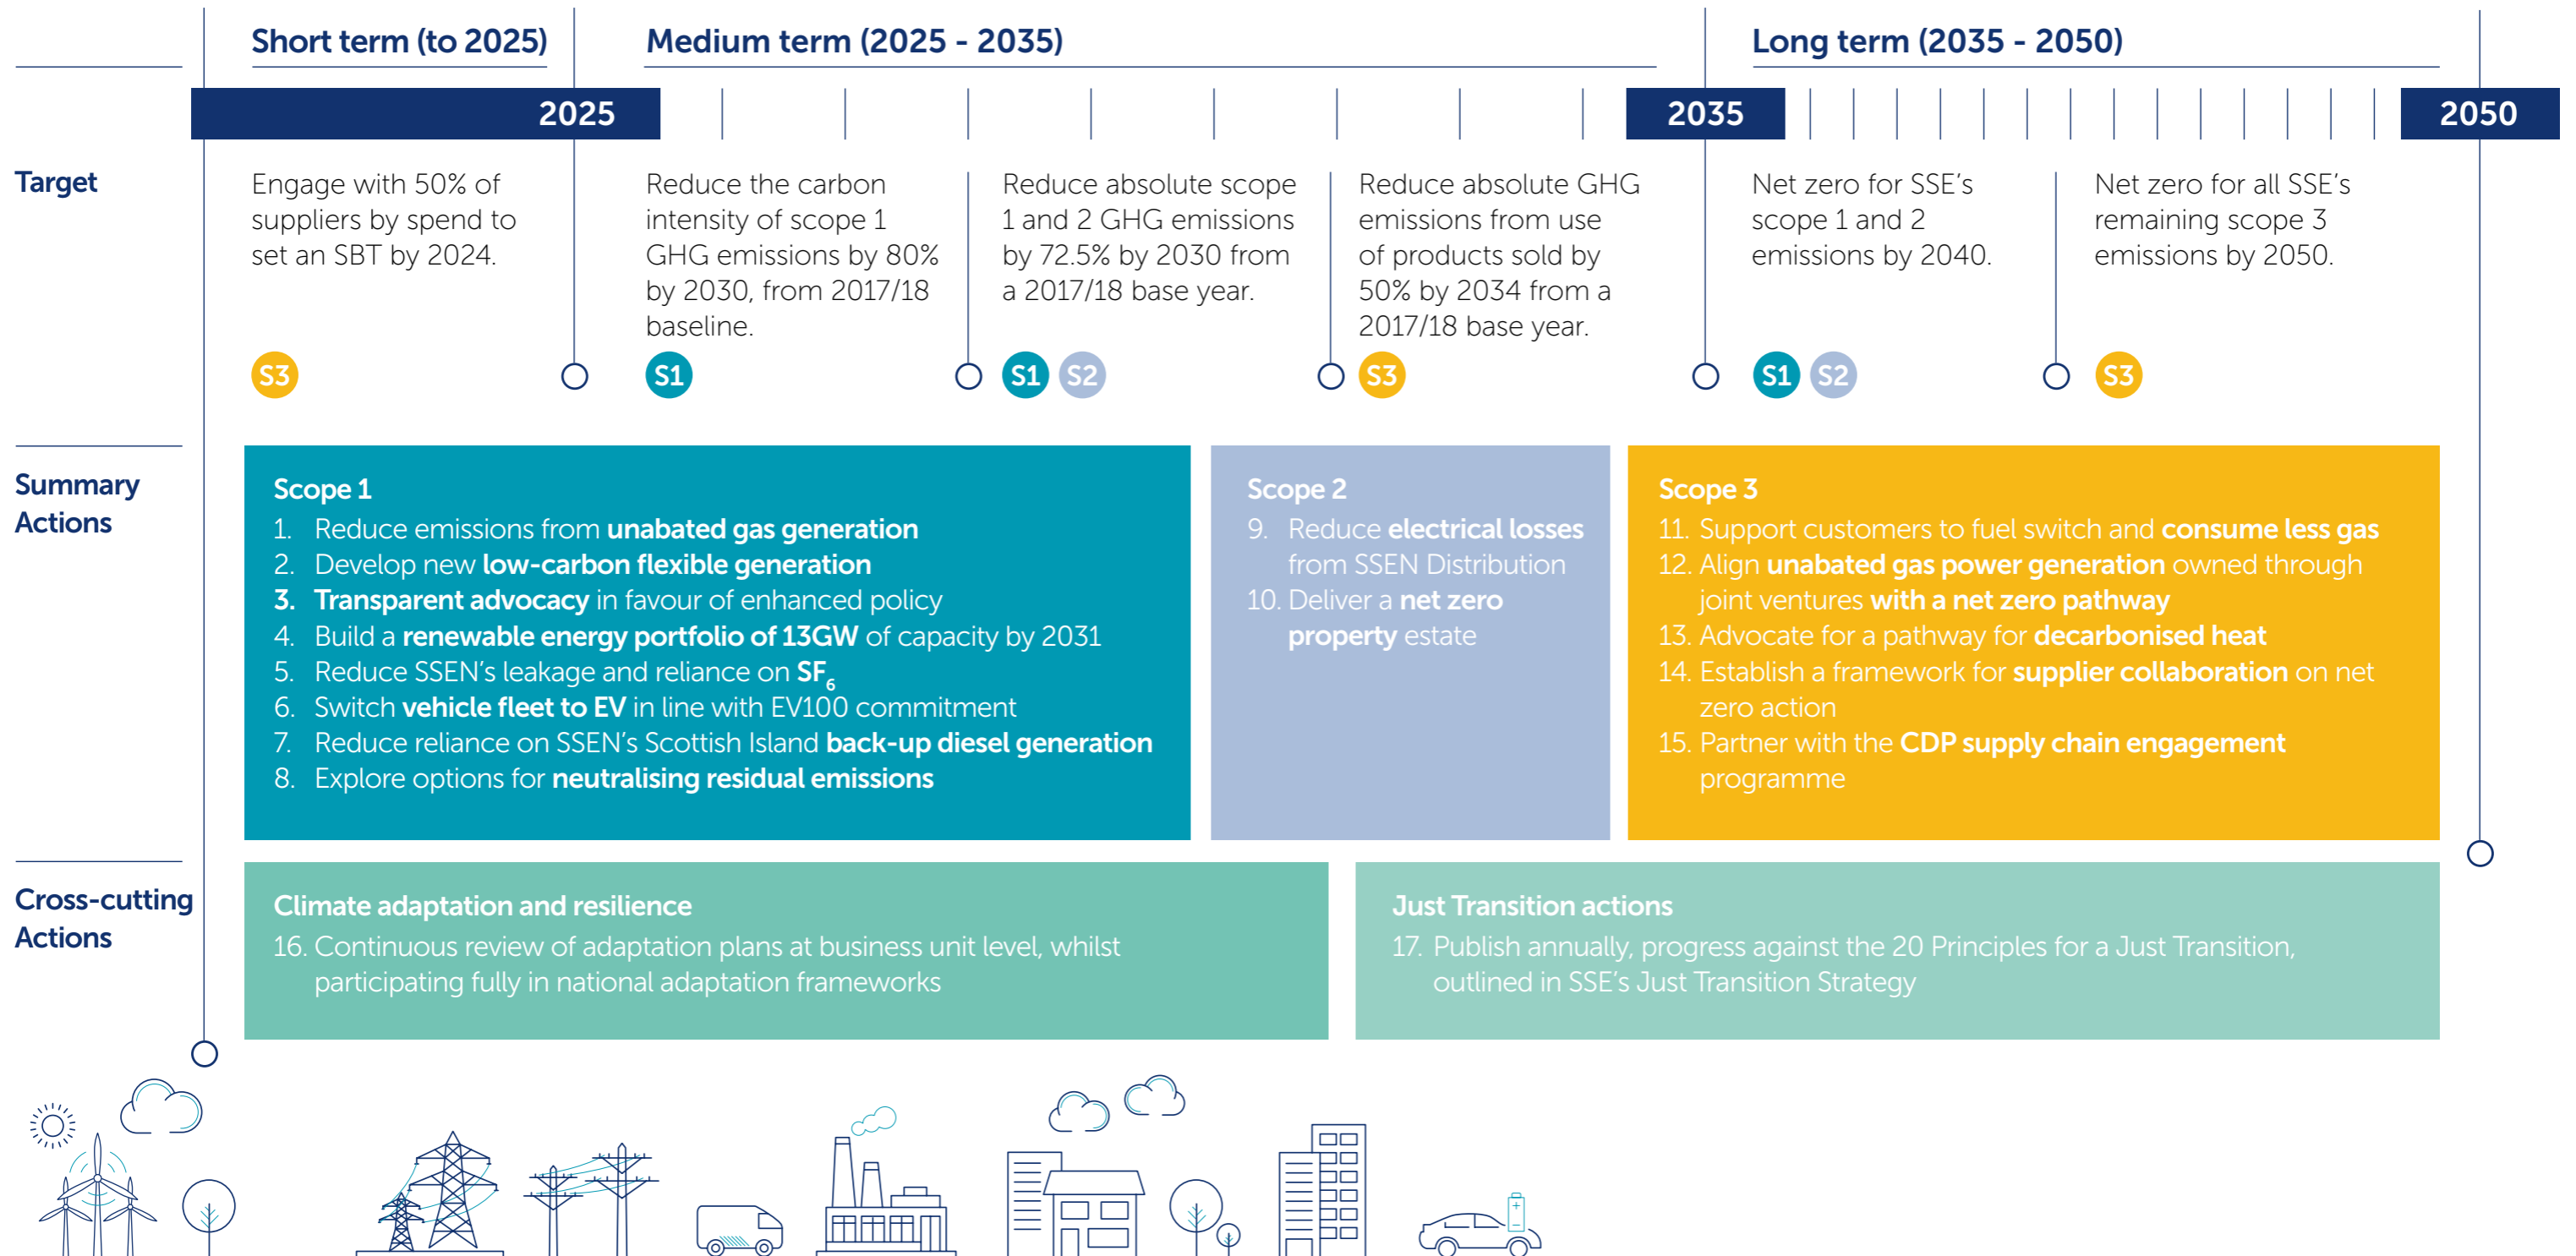 Short term (to 2025)
Medium term (2025 - 2035)
Long term (2035 - 2050)
2025
2035
2050
Target
Engage with 50% of
suppliers by spend to
set an SBT by 2024.
S3
Reduce the carbon
intensity of scope 1
GHG emissions by 80%
by 2030, from 2017/18
baseline.
S1
Reduce absolute scope
1 and 2 GHG emissions
by 72.5% by 2030 from
a 2017/18 base year.
S1 S2
Reduce absolute GHG
emissions from use
of products sold by
50% by 2034 from a
2017/18 base year.
S3
Net zero for SSE’s
scope 1 and 2
emissions by 2040.
S1 S2
Net zero for all SSE’s
remaining scope 3
emissions by 2050.
S3
Summary
Actions
Scope 1
1. Reduce emissions from unabated gas generation
2. Develop new low-carbon flexible generation
3. Transparent advocacy in favour of enhanced policy
4. Build a renewable energy portfolio of 13GW of capacity by 2031
5. Reduce SSEN’s leakage and reliance on SF₆
6. Switch vehicle fleet to EV in line with EV100 commitment
7. Reduce reliance on SSEN’s Scottish Island back-up diesel generation
8. Explore options for neutralising residual emissions
Scope 2
9. Reduce electrical losses
from SSEN Distribution
10. Deliver a net zero
property estate
Scope 3
11. Support customers to fuel switch and consume less gas
12. Align unabated gas power generation owned through
joint ventures with a net zero pathway
13. Advocate for a pathway for decarbonised heat
14. Establish a framework for supplier collaboration on net
zero action
15. Partner with the CDP supply chain engagement
programme
Cross-cutting
Actions
Climate adaptation and resilience
16. Continuous review of adaptation plans at business unit level, whilst
participating fully in national adaptation frameworks
Just Transition actions
17. Publish annually, progress against the 20 Principles for a Just Transition,
outlined in SSE’s Just Transition Strategy